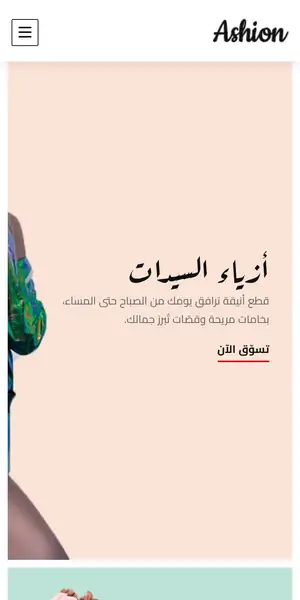 Ashion
أزياء السيدات
قطع أنيقة ترافق يومك من الصباح حتى المساء،
بخامات مريحة وقصّات تُبرز جمالك.
تسوّق الآن